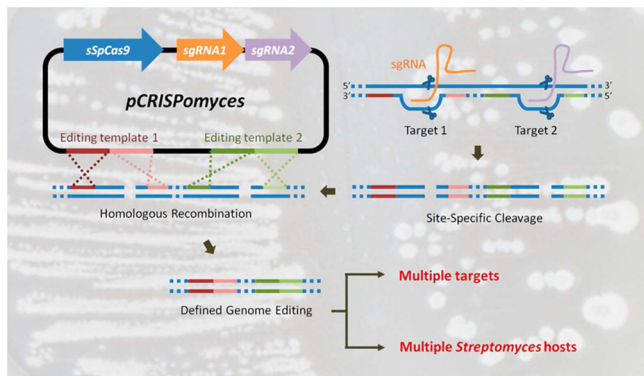 sSpCas9 sgRNA1 sgRNA2
pCRISPomyces
Editing template 1 Editing template 2
Homologous Recombination
sgRNA
5’ 3’
3’ 5’
Target 1 Target 2
Site-Specific Cleavage
Defined Genome Editing
Multiple targets
Multiple Streptomyces hosts